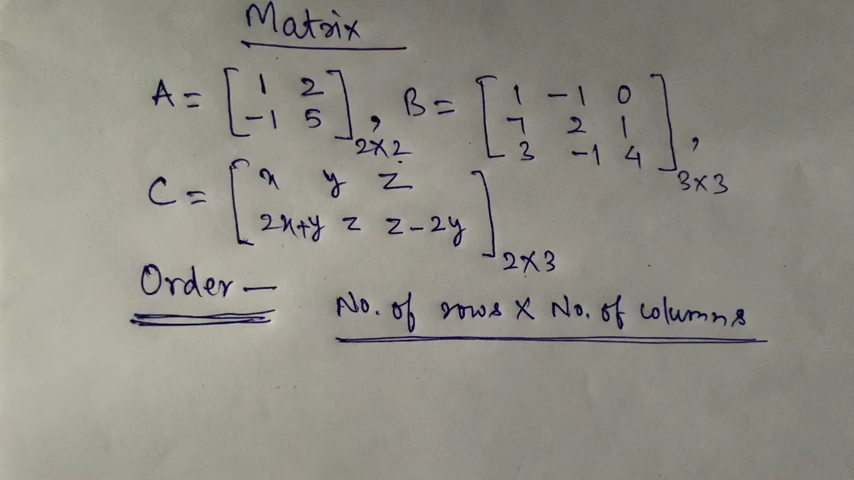 Matrix
A = [ 1 2
-1 5 ] 2×2 , B = [ 1 -1 0
7 2 1
3 -1 4 ] 3×3 ,
C = [ x y z
2x+y z z-2y ] 2×3
Order —
No. of rows × No. of columns